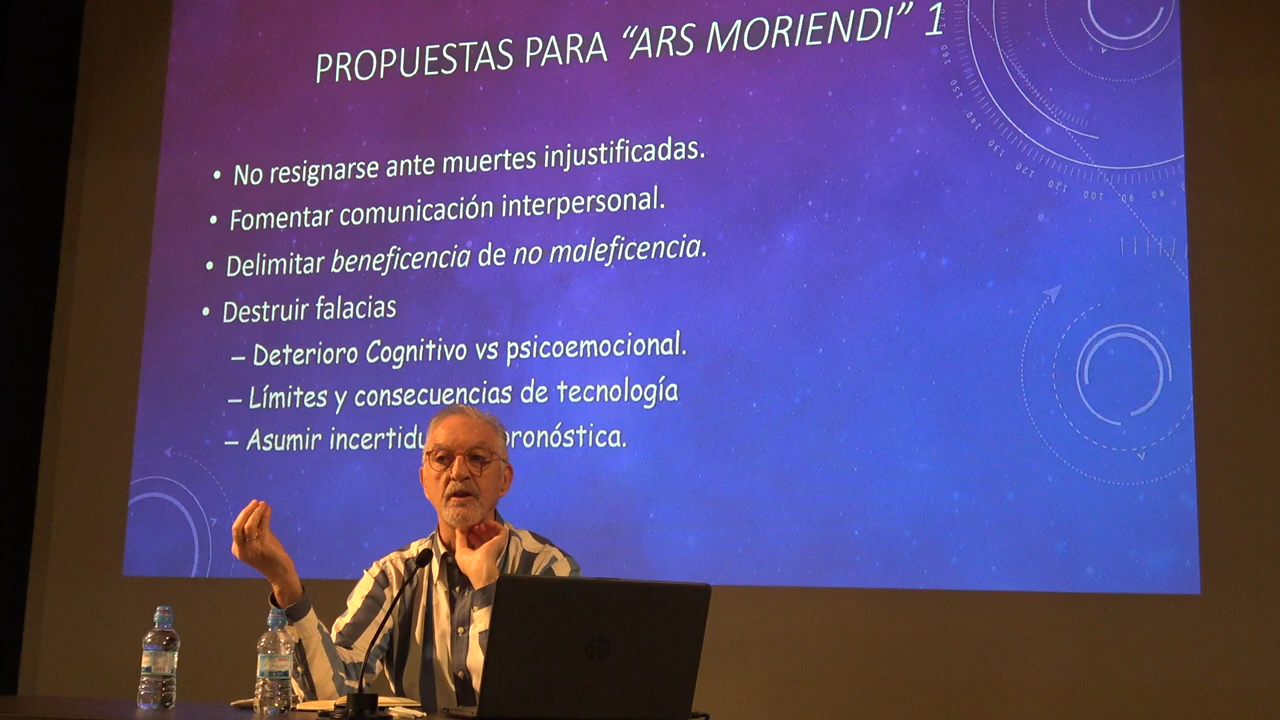 PROPUESTAS PARA “ARS MORIENDI” 1
• No resignarse ante muertes injustificadas.
• Fomentar comunicación interpersonal.
• Delimitar beneficencia de no maleficencia.
• Destruir falacias
– Deterioro Cognitivo vs psicoemocional.
– Límites y consecuencias de tecnología
– Asumir pronóstica.
hp